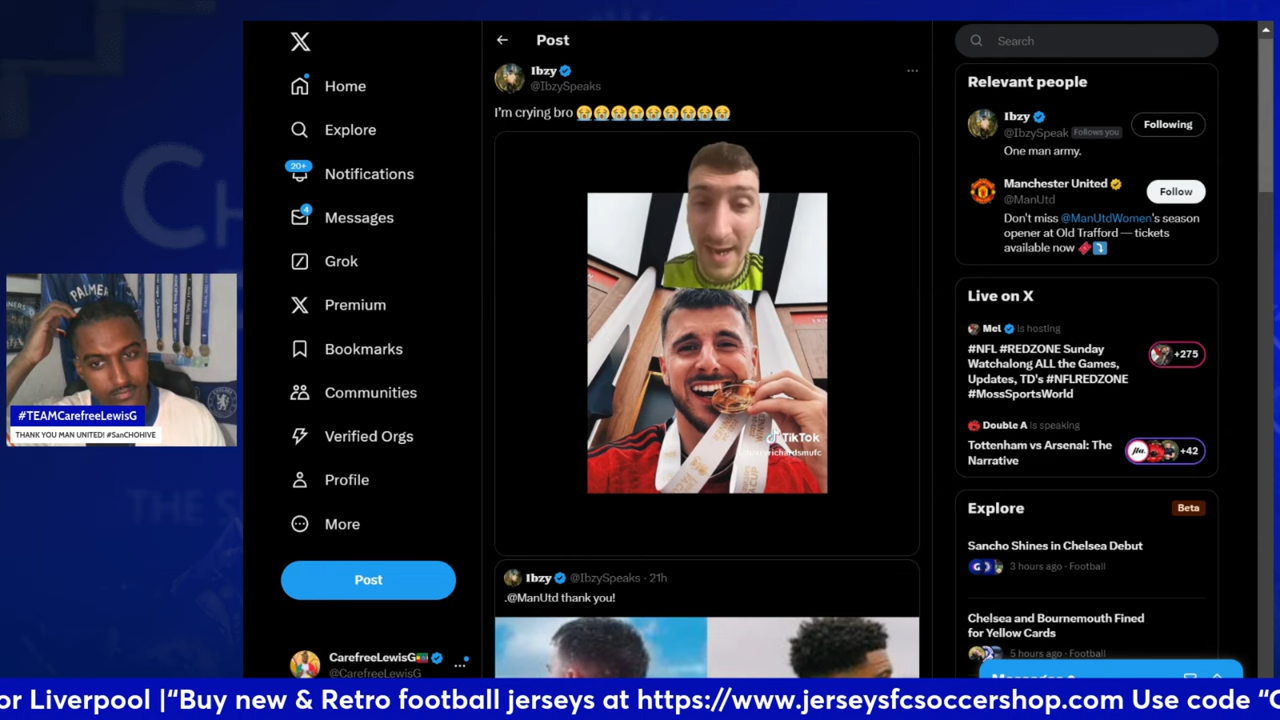 Home
Explore
20+
Notifications
4
Messages
Grok
Premium
Bookmarks
Communities
Verified Orgs
Profile
More
Post
CarefreeLewisG
@CarefreeLewisG
Post
Ibzy
@IbzySpeaks
I'm crying bro 😭😭😭😭😭😭😭😭😭
TikTok
Ibzy @IbzySpeaks · 21h
.@ManUtd thank you!
Search
Relevant people
Ibzy
@IbzySpeak Follows you
Following
One man army.
Manchester United
@ManUtd
Follow
Don't miss @ManUtdWomen's season
opener at Old Trafford — tickets
available now
Live on X
Mel is hosting
#NFL #REDZONE Sunday
Watchalong ALL the Games,
Updates, TD's #NFLREDZONE
#MossSportsWorld
+275
Double A is speaking
Tottenham vs Arsenal: The
Narrative
+42
Explore
Beta
Sancho Shines in Chelsea Debut
3 hours ago · Football
Chelsea and Bournemouth Fined
for Yellow Cards
5 hours ago · Football
PALMER
#TEAMCarefreeLewisG
THANK YOU MAN UNITED! #SanCHOHIVE
or Liverpool |“Buy new & Retro football jerseys at https://www.jerseysfcsoccershop.com Use code “